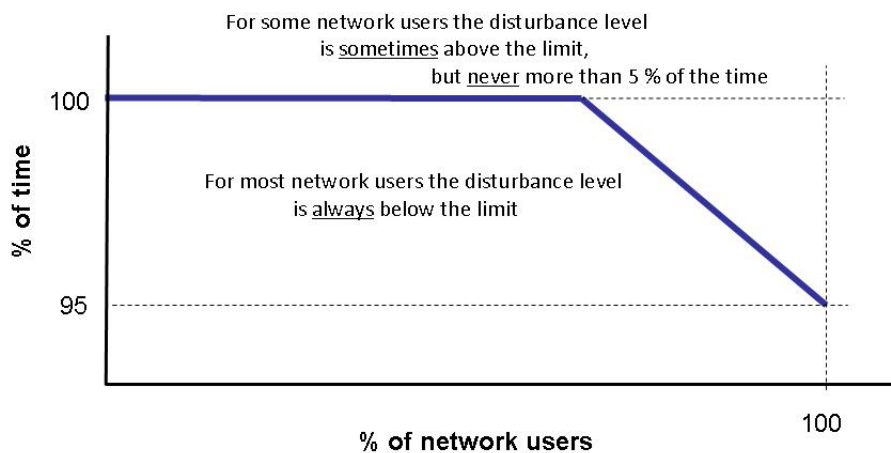 For some network users the disturbance level
is sometimes above the limit,
but never more than 5 % of the time
100
For most network users the disturbance level
is always below the limit
% of time
95
100
% of network users